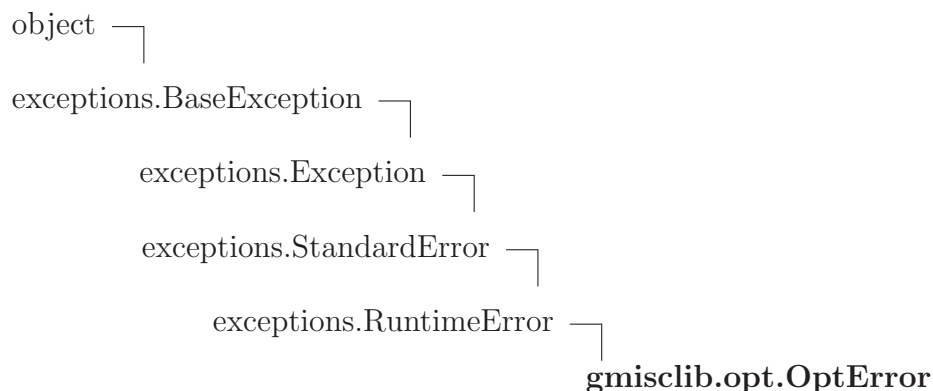 object
exceptions.BaseException
exceptions.Exception
exceptions.StandardError
exceptions.RuntimeError
gmisclib.opt.OptError